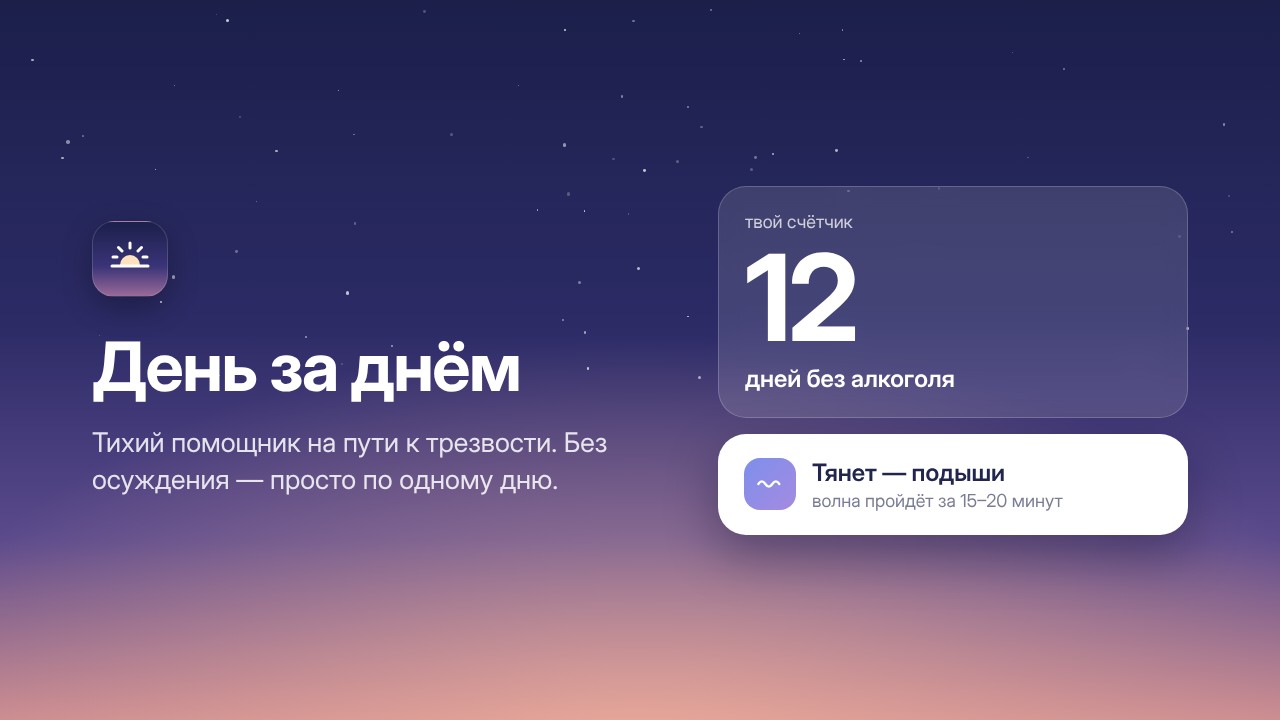 День за днём
Тихий помощник на пути к трезвости. Без
осуждения — просто по одному дню.
твой счётчик
12
дней без алкоголя
Тянет — подыши
волна пройдёт за 15–20 минут